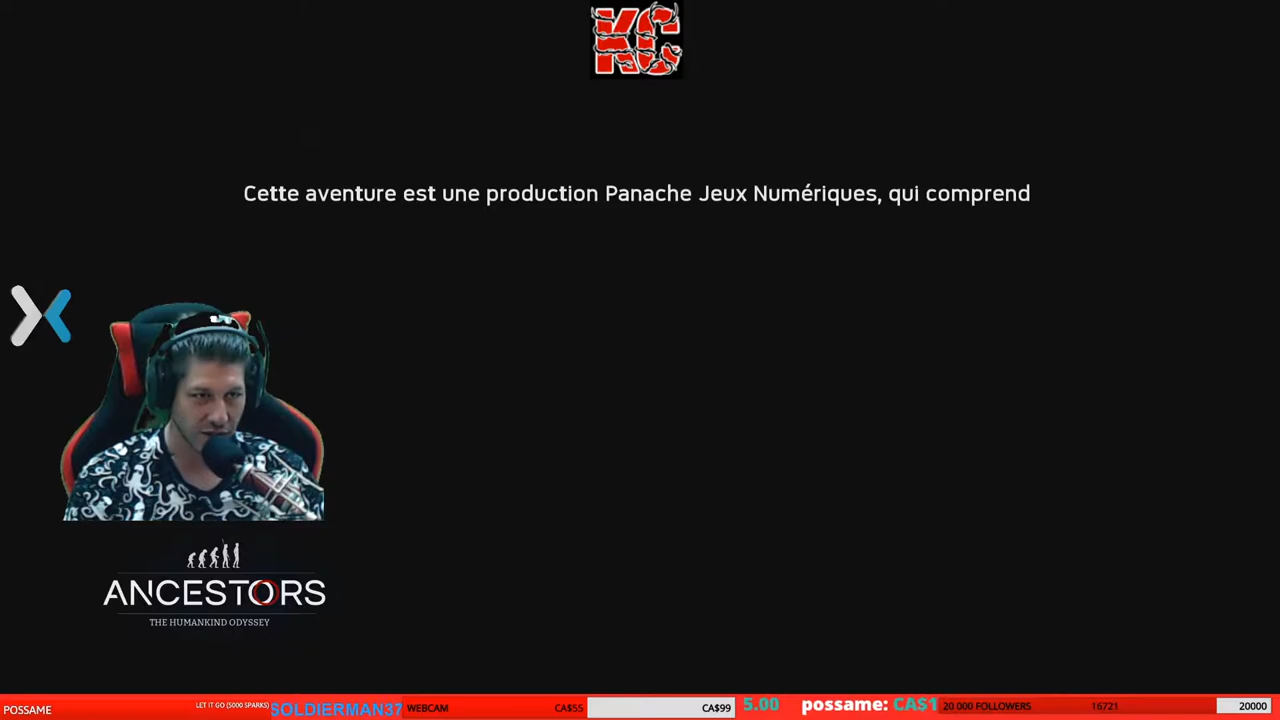 KC
Cette aventure est une production Panache Jeux Numériques, qui comprend
ANCESTORS
THE HUMANKIND ODYSSEY
POSSAME
LET IT GO (5000 SPARKS)
SOLDIERMAN37
WEBCAM
CA$55
CA$99
5.00
possame: CA$1
20 000 FOLLOWERS
16721
20000